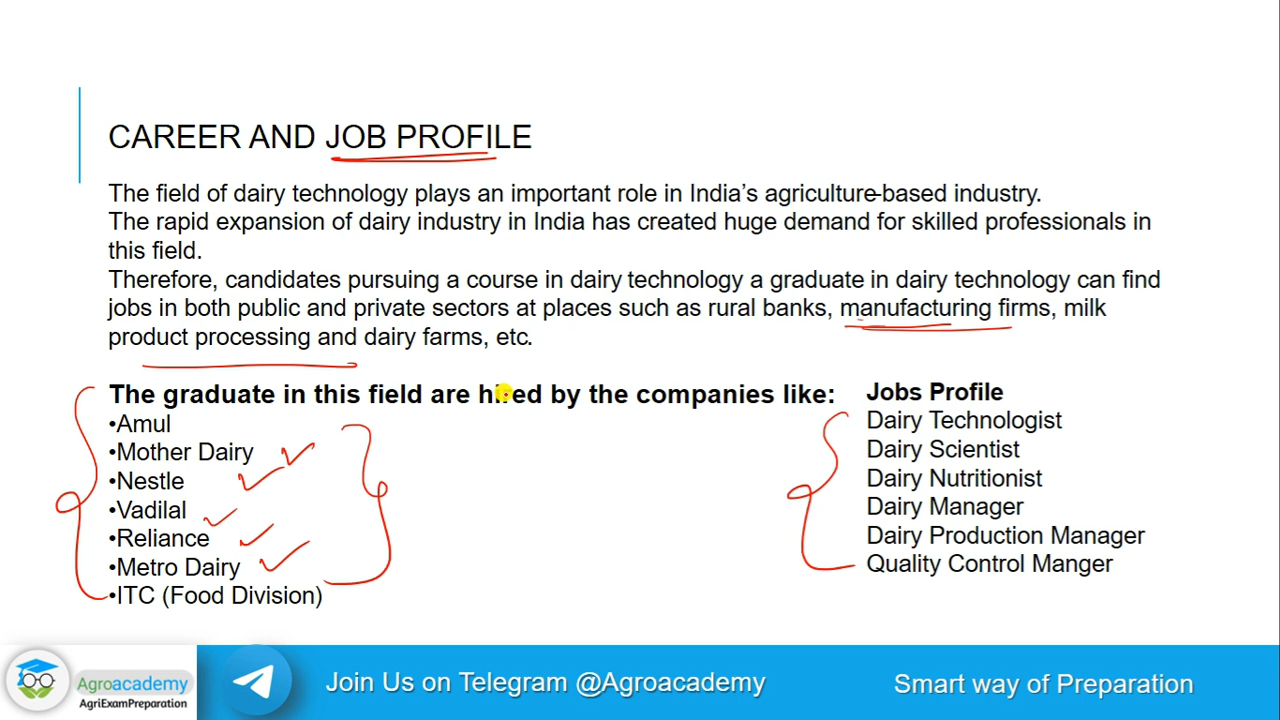 CAREER AND JOB PROFILE
The field of dairy technology plays an important role in India's agriculture-based industry.
The rapid expansion of dairy industry in India has created huge demand for skilled professionals in
this field.
Therefore, candidates pursuing a course in dairy technology a graduate in dairy technology can find
jobs in both public and private sectors at places such as rural banks, manufacturing firms, milk
product processing and dairy farms, etc.
The graduate in this field are hired by the companies like:
•Amul
•Mother Dairy
•Nestle
•Vadilal
•Reliance
•Metro Dairy
•ITC (Food Division)
Jobs Profile
Dairy Technologist
Dairy Scientist
Dairy Nutritionist
Dairy Manager
Dairy Production Manager
Quality Control Manger
Agroacademy
AgriExamPreparation
Join Us on Telegram @Agroacademy
Smart way of Preparation